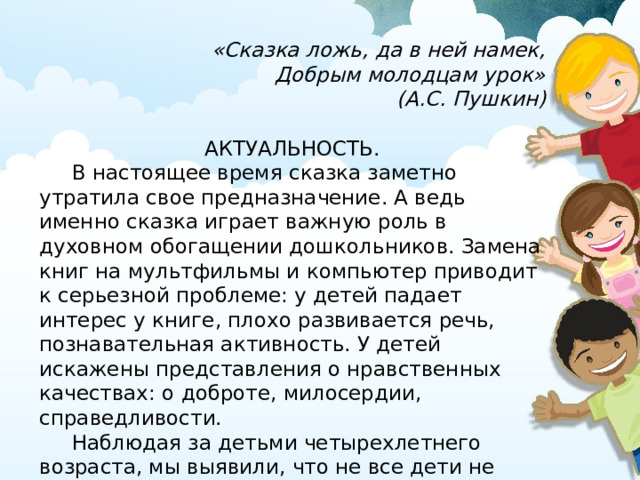 «Сказка ложь, да в ней намек,
Добрым молодцам урок»
(А.С. Пушкин)
АКТУАЛЬНОСТЬ.
В настоящее время сказка заметно
утратила свое предназначение. А ведь
именно сказка играет важную роль в
духовном обогащении дошкольников. Замена
книг на мультфильмы и компьютер приводит
к серьезной проблеме: у детей падает
интерес у книге, плохо развивается речь,
познавательная активность. У детей
искажены представления о нравственных
качествах: о доброте, милосердии,
справедливости.
Наблюдая за детьми четырехлетнего
возраста, мы выявили, что не все дети не